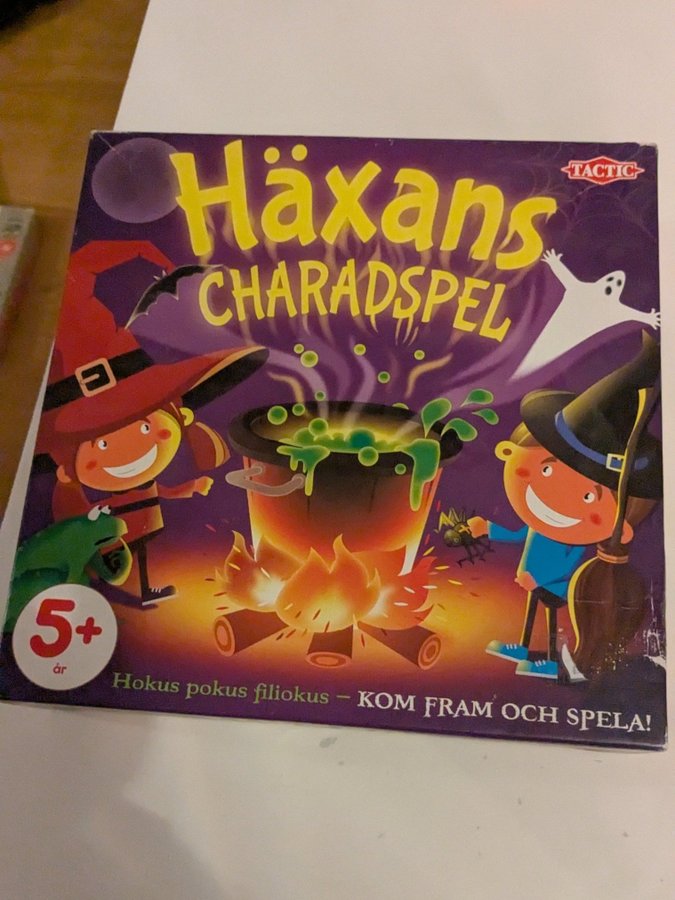 TACTIC
Häxans
CHARADSPEL
5+
år
Hokus pokus filiokus – KOM FRAM OCH SPELA!